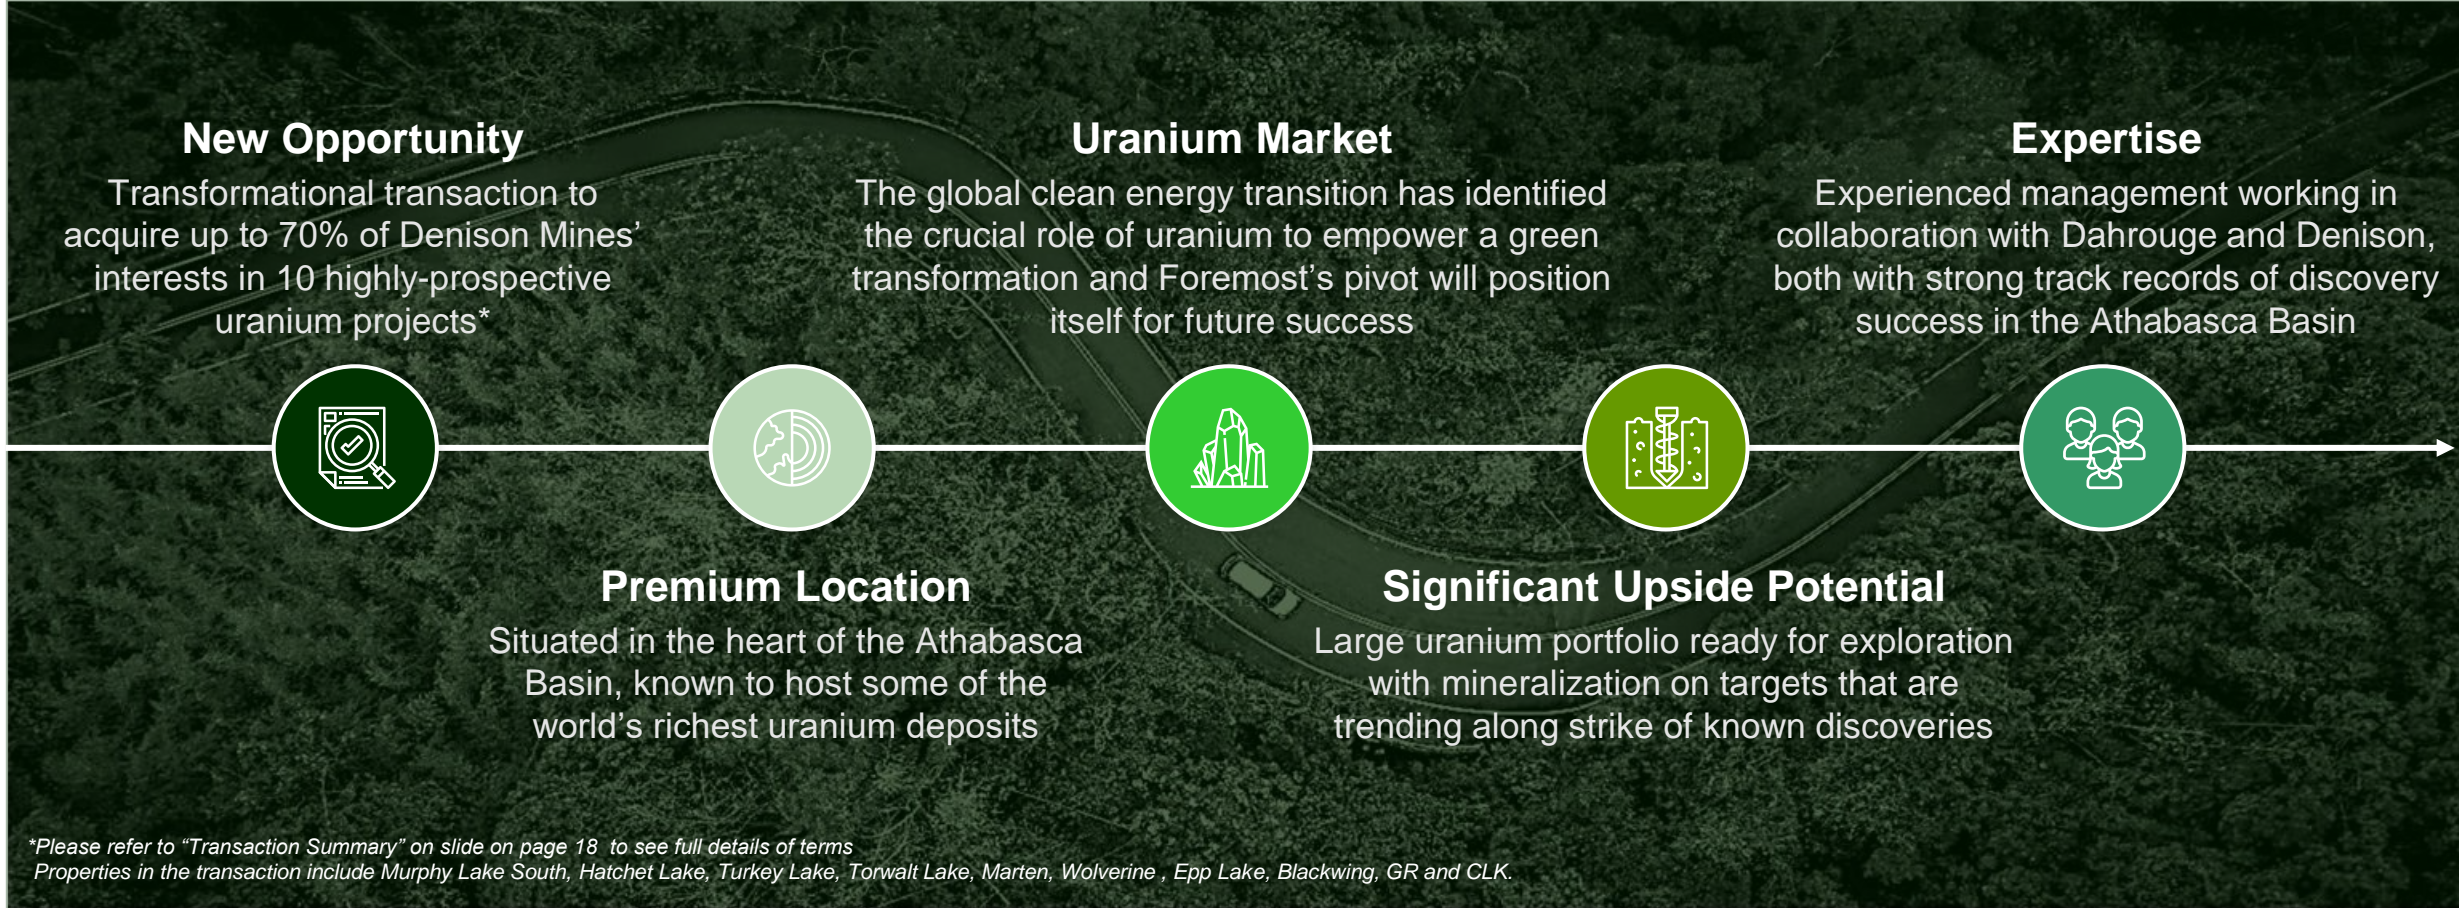 New Opportunity
Transformational transaction to
acquire up to 70% of Denison Mines’
interests in 10 highly-prospective
uranium projects*
Premium Location
Situated in the heart of the Athabasca
Basin, known to host some of the
world’s richest uranium deposits
Uranium Market
The global clean energy transition has identified
the crucial role of uranium to empower a green
transformation and Foremost’s pivot will position
itself for future success
Significant Upside Potential
Large uranium portfolio ready for exploration
with mineralization on targets that are
trending along strike of known discoveries
Expertise
Experienced management working in
collaboration with Dahrouge and Denison,
both with strong track records of discovery
success in the Athabasca Basin
*Please refer to “Transaction Summary” on slide on page 18 to see full details of terms
Properties in the transaction include Murphy Lake South, Hatchet Lake, Turkey Lake, Torwalt Lake, Marten, Wolverine , Epp Lake, Blackwing, GR and CLK.